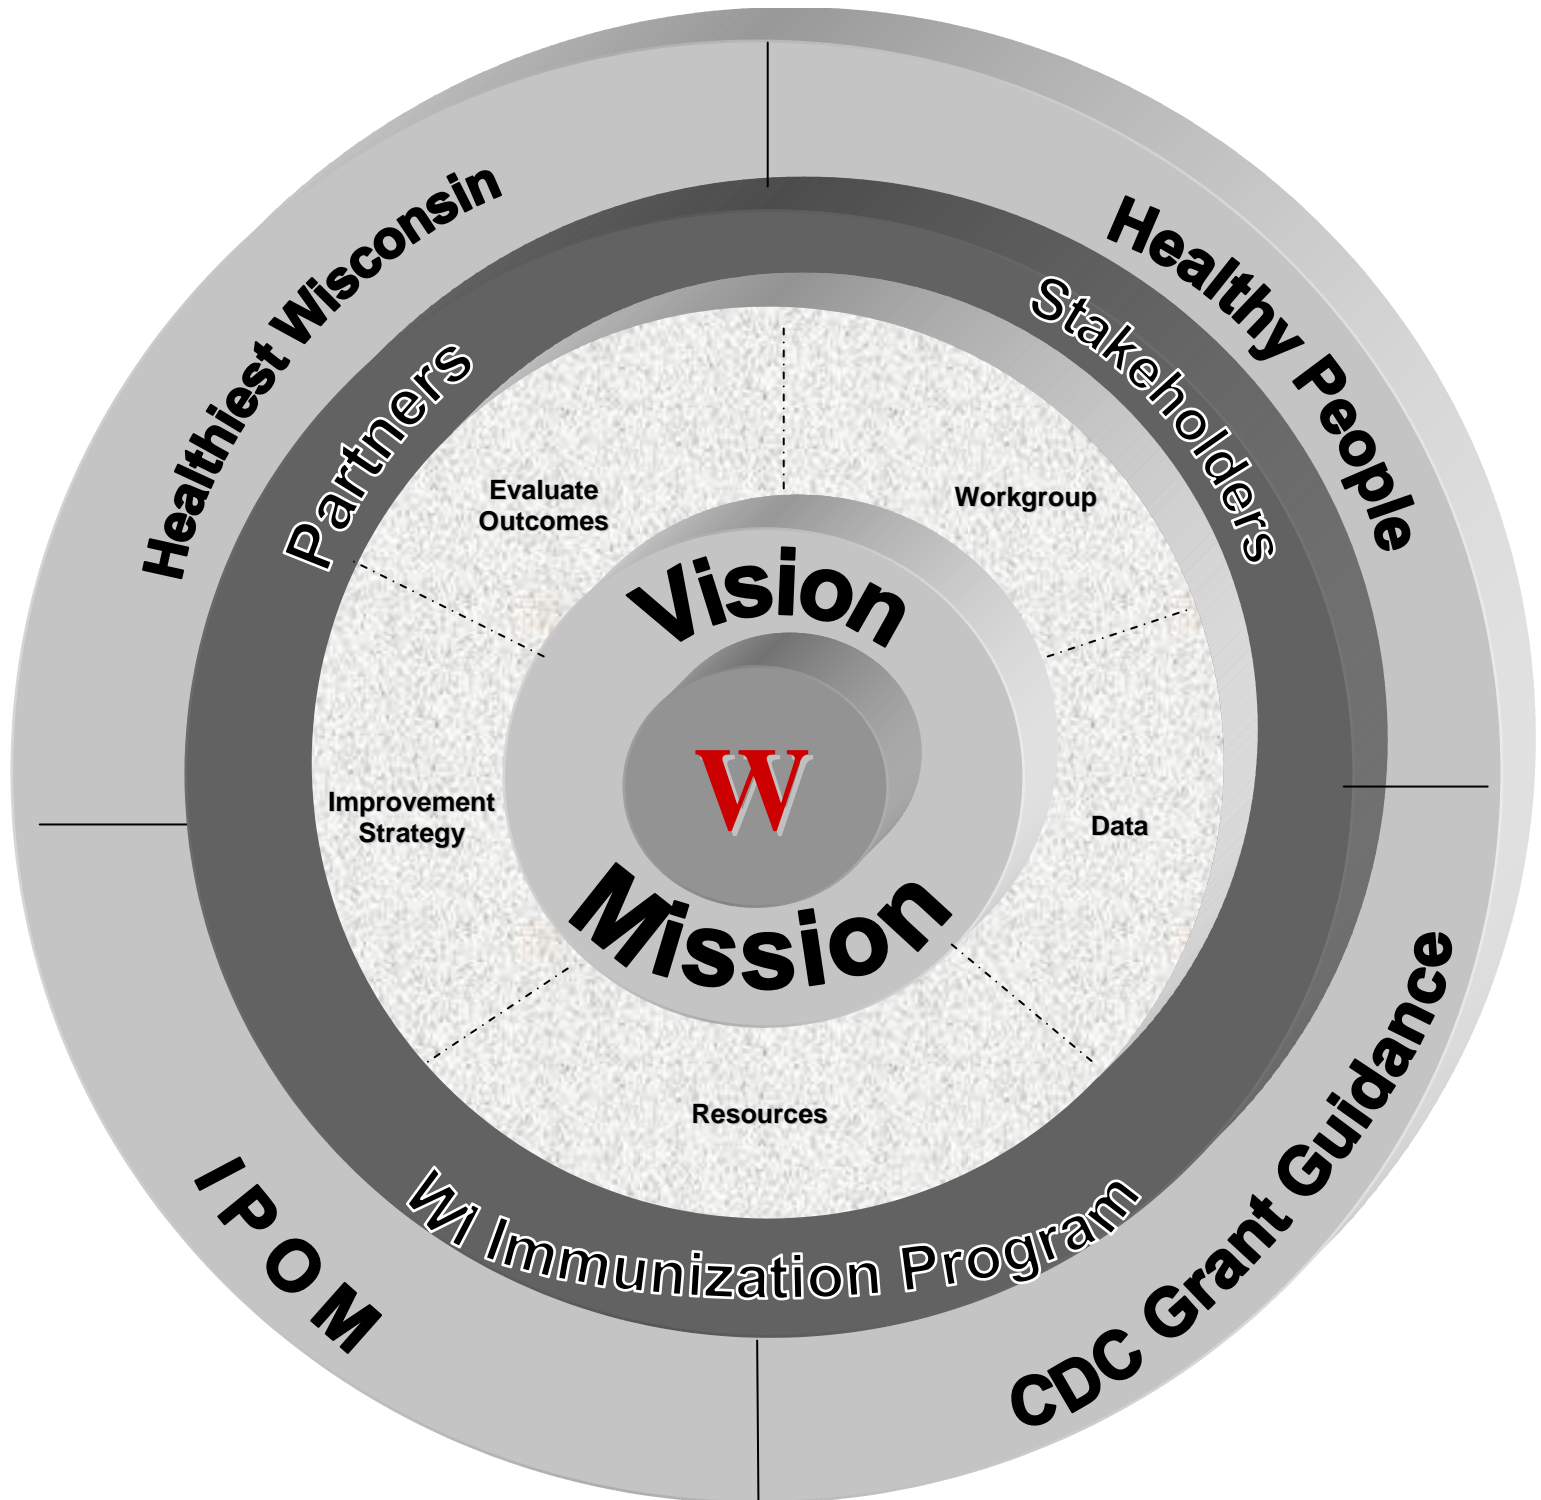 Healthiest Wisconsin
Healthy People
Partners
Stakeholders
Evaluate
Outcomes
Workgroup
Vision
W
Improvement
Strategy
Data
Mission
Resources
WI Immunization Program
I P O M
CDC Grant Guidance